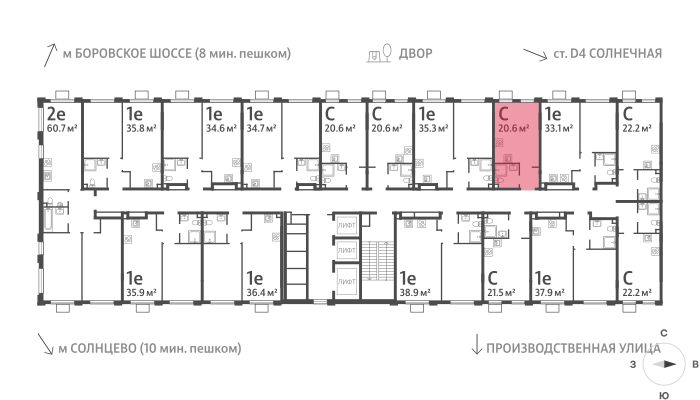 м БОРОВСКОЕ ШОССЕ (8 мин. пешком)
ДВОР
ст. D4 СОЛНЕЧНАЯ
2е
60.7 м²
1е
35.8 м²
1е
34.6 м²
1е
34.7 м²
С
20.6 м²
С
20.6 м²
1е
35.3 м²
С
20.6 м²
1е
33.1 м²
С
22.2 м²
ЛИФТ
ЛИФТ
ЛИФТ
1е
35.9 м²
1е
36.4 м²
1е
38.9 м²
С
21.5 м²
1е
37.9 м²
С
22.2 м²
м СОЛНЦЕВО (10 мин. пешком)
ПРОИЗВОДСТВЕННАЯ УЛИЦА
С
З
В
Ю